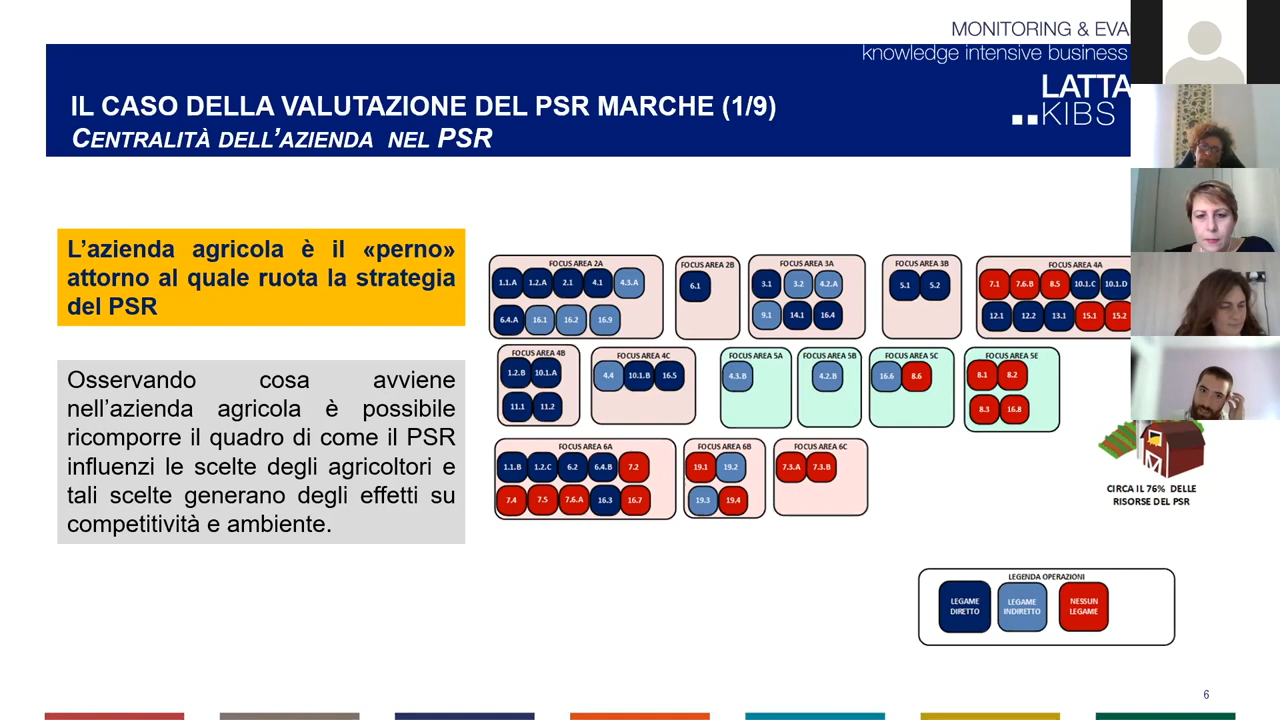 MONITORING & EVA
knowledge intensive business
LATTA
KIBS
IL CASO DELLA VALUTAZIONE DEL PSR MARCHE (1/9)
CENTRALITÀ DELL'AZIENDA NEL PSR
L'azienda agricola è il «perno»
attorno al quale ruota la strategia
del PSR
Osservando cosa avviene
nell'azienda agricola è possibile
ricomporre il quadro di come il PSR
influenzi le scelte degli agricoltori e
tali scelte generano degli effetti su
competitività e ambiente.
FOCUS AREA 2A
1.1.A 1.2.A 2.1 4.1 4.3.A
6.4.A 16.1 16.2 16.9
FOCUS AREA 2B
6.1
FOCUS AREA 3A
3.1 3.2 4.2.A
9.1 14.1 16.4
FOCUS AREA 3B
5.1 5.2
FOCUS AREA 4A
7.1 7.6.B 8.5 10.1.C 10.1.D
12.1 12.2 13.1 15.1 15.2
FOCUS AREA 4B
1.2.B 10.1.A
11.1 11.2
FOCUS AREA 4C
4.4 10.1.B 16.5
FOCUS AREA 5A
4.3.B
FOCUS AREA 5B
4.2.B
FOCUS AREA 5C
16.6 8.6
FOCUS AREA 5E
8.1 8.2
8.3 16.8
FOCUS AREA 6A
1.1.B 1.2.C 6.2 6.4.B 7.2
7.4 7.5 7.6.A 16.3 16.7
FOCUS AREA 6B
19.1 19.2
19.3 19.4
FOCUS AREA 6C
7.3.A 7.3.B
CIRCA IL 76% DELLE
RISORSE DEL PSR
LEGENDA OPERAZIONI
LEGAME
DIRETTO
LEGAME
INDIRETTO
NESSUN
LEGAME
6